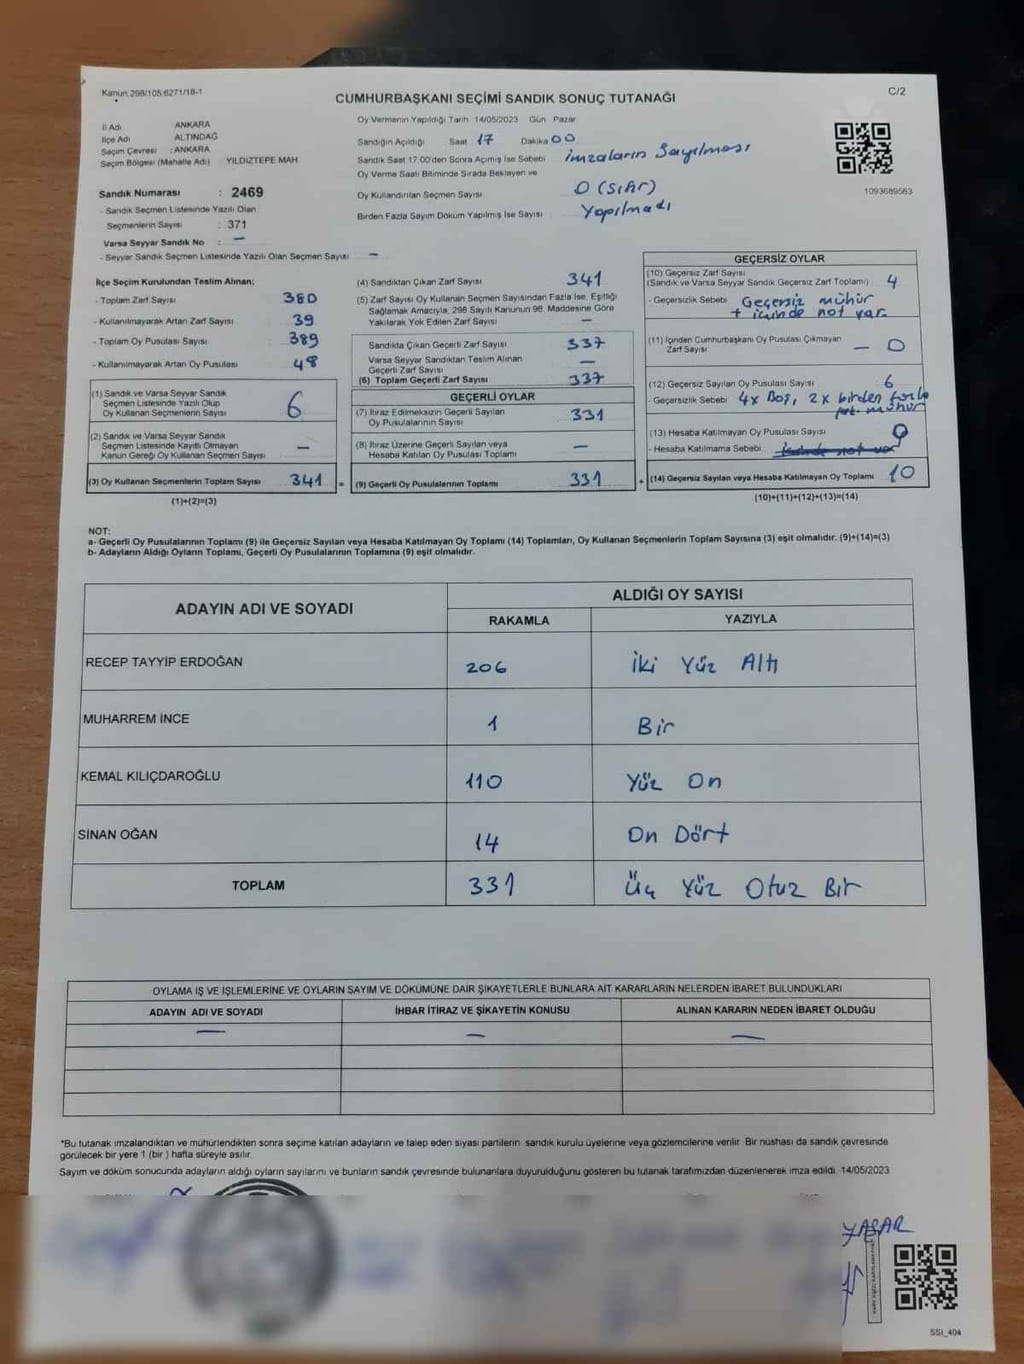 Kanun:298/105 6271/18-1
C/2
CUMHURBAŞKANI SEÇİMİ SANDIK SONUÇ TUTANAĞI
İl Adı ANKARA
İlçe Adı ALTINDAĞ
Seçim Çevresi : ANKARA
Seçim Bölgesi (Mahalle Adı) : YILDIZTEPE MAH
Sandık Numarası : 2469
- Sandık Seçmen Listesinde Yazılı Olan
Seçmenlerin Sayısı : 371
Varsa Seyyar Sandık No : —
- Seyyar Sandık Seçmen Listesinde Yazılı Olan Seçmen Sayısı —
Oy Vermenin Yapıldığı Tarih 14/05/2023 Gün Pazar
Sandığın Açıldığı Saat 17 Dakika 00
Sandık Saat 17.00'den Sonra Açımış İse Sebebi imzaların Sayılması
Oy Verme Saati Bitiminde Sırada Bekleyen ve
Oy Kullandırılan Seçmen Sayısı 0 (Sıfır)
Birden Fazla Sayım Döküm Yapılmış İse Sayısı Yapılmadı
1093689563
İlçe Seçim Kurulundan Teslim Alınan;
- Toplam Zarf Sayısı 380
- Kullanılmayarak Artan Zarf Sayısı 39
- Toplam Oy Pusulası Sayısı 389
- Kullanılmayarak Artan Oy Pusulası 48
(1) Sandık ve Varsa Seyyar Sandık
Seçmen Listesinde Yazılı Olup
Oy Kullanan Seçmenlerin Sayısı 6
(2) Sandık ve Varsa Seyyar Sandık
Seçmen Listesinde Kayıtlı Olmayan
Kanun Gereği Oy Kullanan Seçmen Sayısı —
(3) Oy Kullanan Seçmenlerin Toplam Sayısı 341 =
(1)+(2)=(3)
(4) Sandıktan Çıkan Zarf Sayısı 341
(5) Zarf Sayısı Oy Kullanan Seçmen Sayısından Fazla İse, Eşitliği
Sağlamak Amacıyla; 298 Sayılı Kanunun 98. Maddesine Göre
Yakılarak Yok Edilen Zarf Sayısı —
Sandıkta Çıkan Geçerli Zarf Sayısı 337
Varsa Seyyar Sandıktan Teslim Alınan
Geçerli Zarf Sayısı —
(6) Toplam Geçerli Zarf Sayısı 337
GEÇERLİ OYLAR
(7) İtiraz Edilmeksizin Geçerli Sayılan
Oy Pusulalarının Sayısı 331
(8) İtiraz Üzerine Geçerli Sayılan veya
Hesaba Katılan Oy Pusulası Toplamı —
(9) Geçerli Oy Pusulalarının Toplamı 331 +
GEÇERSİZ OYLAR
(10) Geçersiz Zarf Sayısı
(Sandık ve Varsa Seyyar Sandık Geçersiz Zarf Toplamı) 4
- Geçersizlik Sebebi Geçersiz mühür
+ içinde not var
(11) İçinden Cumhurbaşkanı Oy Pusulası Çıkmayan
Zarf Sayısı — 0
(12) Geçersiz Sayılan Oy Pusulası Sayısı 6
- Geçersizlik Sebebi 4x Boş, 2x birden fazla
mühür
(13) Hesaba Katılmayan Oy Pusulası Sayısı
- Hesaba Katılmama Sebebi
(14) Geçersiz Sayılan veya Hesaba Katılmayan Oy Toplamı 10
(10)+(11)+(12)+(13)=(14)
NOT:
a- Geçerli Oy Pusulalarının Toplamı (9) ile Geçersiz Sayılan veya Hesaba Katılmayan Oy Toplamı (14) Toplamları, Oy Kullanan Seçmenlerin Toplam Sayısına (3) eşit olmalıdır. (9)+(14)=(3)
b- Adayların Aldığı Oyların Toplamı, Geçerli Oy Pusulalarının Toplamına (9) eşit olmalıdır.
ADAYIN ADI VE SOYADI ALDIĞI OY SAYISI
RAKAMLA YAZIYLA
RECEP TAYYİP ERDOĞAN 206 İki Yüz Altı
MUHARREM İNCE 1 Bir
KEMAL KILIÇDAROĞLU 110 Yüz On
SİNAN OĞAN 14 On Dört
TOPLAM 331 Üç Yüz Otuz Bir
OYLAMA İŞ VE İŞLEMLERİNE VE OYLARIN SAYIM VE DÖKÜMÜNE DAİR ŞİKAYETLERLE BUNLARA AİT KARARLARIN NELERDEN İBARET BULUNDUKLARI
ADAYIN ADI VE SOYADI İHBAR İTİRAZ VE ŞİKAYETİN KONUSU ALINAN KARARIN NEDEN İBARET OLDUĞU
— — —
*Bu tutanak imzalandıktan ve mühürlendikten sonra seçime katılan adayların ve talep eden siyasi partilerin sandık kurulu üyelerine veya gözlemcilerine verilir. Bir nüshası da sandık çevresinde
görülecek bir yere 1 (bir ) hafta süreyle asılır.
Sayım ve döküm sonucunda adayların aldığı oyların sayılarını ve bunların sandık çevresinde bulunanlara duyurulduğunu gösteren bu tutanak tarafımızdan düzenlenerek imza edildi. 14/05/2023
YAŞAR
SSI_404